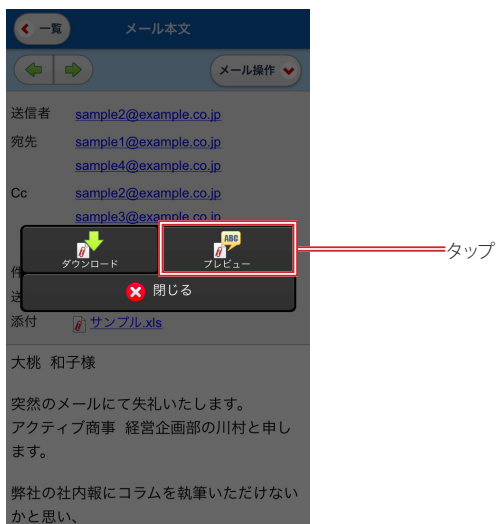 一覧
メール本文
メール操作
送信者 sample2@example.co.jp
宛先 sample1@example.co.jp
sample4@example.co.jp
Cc sample2@example.co.jp
sample3@example.co.jp
ABC
ダウンロード プレビュー
タップ
件
送
閉じる
添付 サンプル.xls
大桃 和子様
突然のメールにて失礼いたします。
アクティブ商事 経営企画部の川村と申し
ます。
弊社の社内報にコラムを執筆いただけない
かと思い、